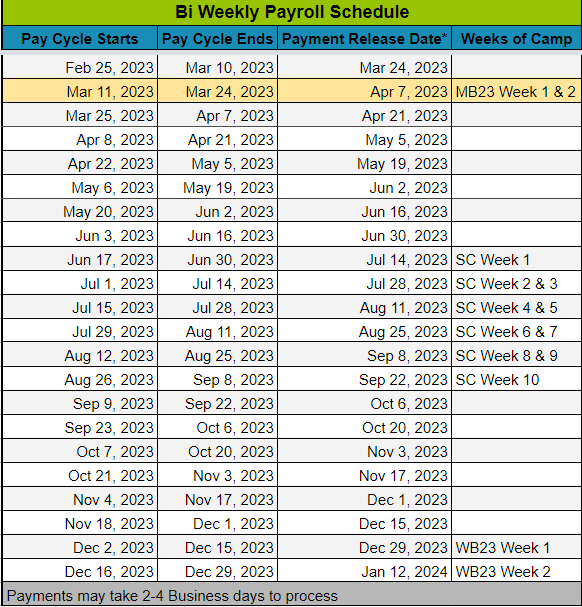 Bi Weekly Payroll Schedule
Pay Cycle Starts Pay Cycle Ends Payment Release Date* Weeks of Camp
Feb 25, 2023 Mar 10, 2023 Mar 24, 2023
Mar 11, 2023 Mar 24, 2023 Apr 7, 2023 MB23 Week 1 & 2
Mar 25, 2023 Apr 7, 2023 Apr 21, 2023
Apr 8, 2023 Apr 21, 2023 May 5, 2023
Apr 22, 2023 May 5, 2023 May 19, 2023
May 6, 2023 May 19, 2023 Jun 2, 2023
May 20, 2023 Jun 2, 2023 Jun 16, 2023
Jun 3, 2023 Jun 16, 2023 Jun 30, 2023
Jun 17, 2023 Jun 30, 2023 Jul 14, 2023 SC Week 1
Jul 1, 2023 Jul 14, 2023 Jul 28, 2023 SC Week 2 & 3
Jul 15, 2023 Jul 28, 2023 Aug 11, 2023 SC Week 4 & 5
Jul 29, 2023 Aug 11, 2023 Aug 25, 2023 SC Week 6 & 7
Aug 12, 2023 Aug 25, 2023 Sep 8, 2023 SC Week 8 & 9
Aug 26, 2023 Sep 8, 2023 Sep 22, 2023 SC Week 10
Sep 9, 2023 Sep 22, 2023 Oct 6, 2023
Sep 23, 2023 Oct 6, 2023 Oct 20, 2023
Oct 7, 2023 Oct 20, 2023 Nov 3, 2023
Oct 21, 2023 Nov 3, 2023 Nov 17, 2023
Nov 4, 2023 Nov 17, 2023 Dec 1, 2023
Nov 18, 2023 Dec 1, 2023 Dec 15, 2023
Dec 2, 2023 Dec 15, 2023 Dec 29, 2023 WB23 Week 1
Dec 16, 2023 Dec 29, 2023 Jan 12, 2024 WB23 Week 2
Payments may take 2-4 Business days to process